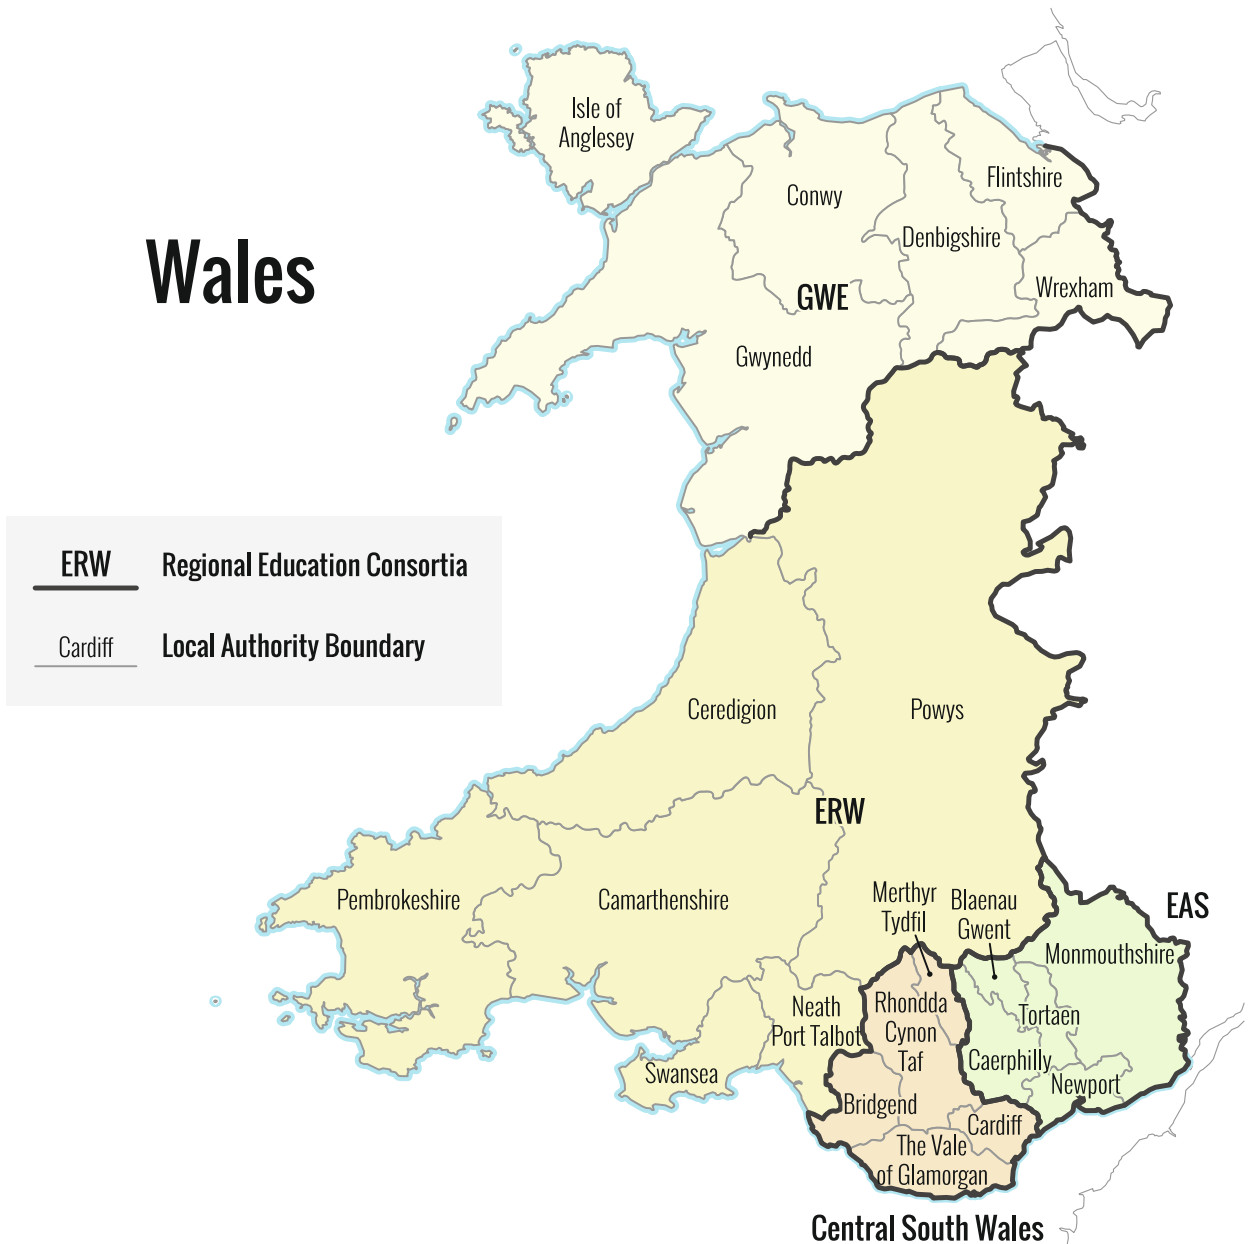 Isle of
Anglesey
Flintshire
Conwy
Denbigshire
Wales
Wrexham
GWE
Gwynedd
ERW
Regional Education Consortia
Cardiff
Local Authority Boundary
Ceredigion
Powys
ERW
Pembrokeshire
Camarthenshire
Merthyr
Tydfil
Blaenau
Gwent
EAS
Monmouthshire
Neath
Port Talbot
Rhondda
Cynon
Taf
Tortaen
Caerphilly
Swansea
Newport
Bridgend
Cardiff
The Vale
of Glamorgan
Central South Wales